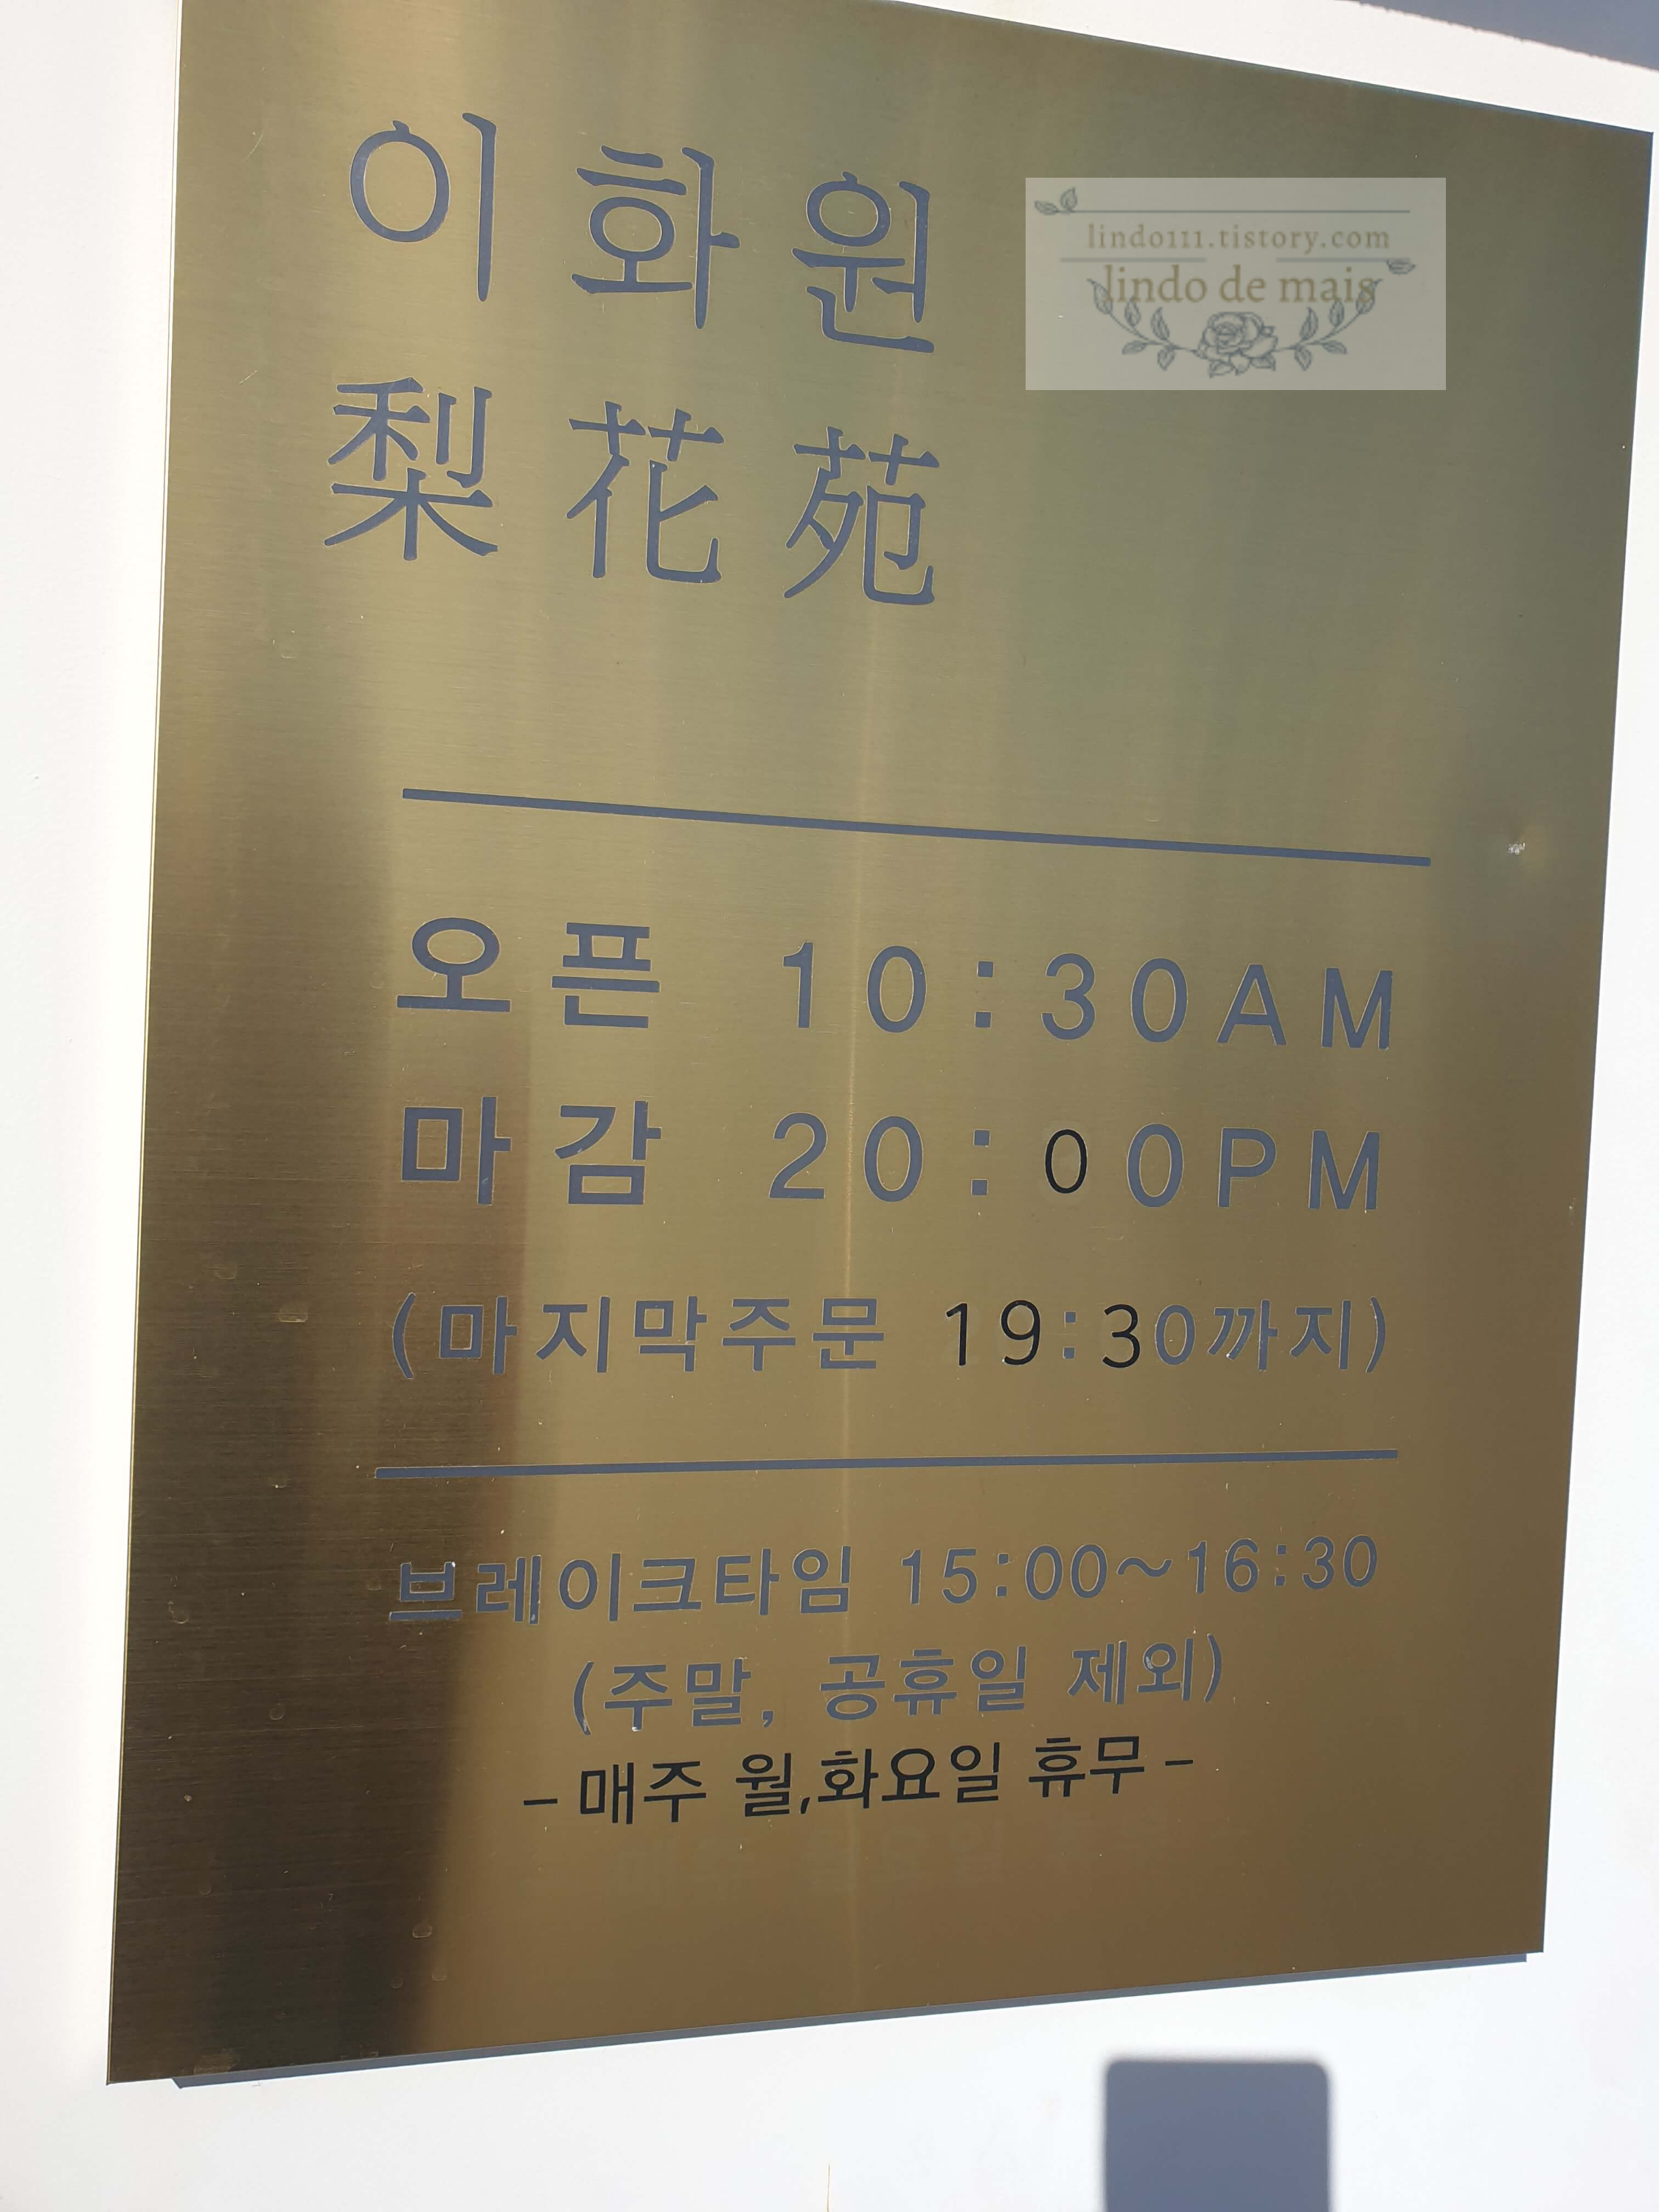 이화원
lindo111.tistory.com
lindo de mais
梨花苑
오픈 10:30AM
마감 20:00PM
(마지막주문 19:30까지)
브레이크타임 15:00~16:30
(주말, 공휴일 제외)
-매주 월,화요일 휴무-